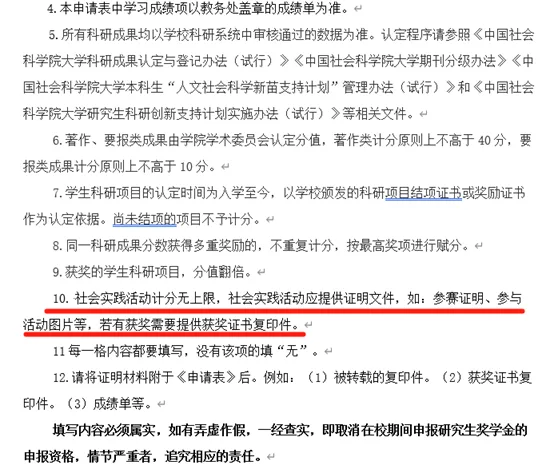 4.本申请表中学习成绩项以教务处盖章的成绩单为准。
5.所有科研成果均以学校科研系统中审核通过的数据为准。认定程序请参照《中国社会
科学院大学科研成果认定与登记办法（试行）》《中国社会科学院大学期刊分级办法》《中
国社会科学院大学本科生“人文社会科学新苗支持计划”管理办法（试行）》和《中国社会
科学院大学研究生科研创新支持计划实施办法（试行）》等相关文件。
6.著作、要报类成果由学院学术委员会认定分值，著作类计分原则上不高于40分，要
报类成果计分原则上不高于10分。
7.学生科研项目的认定时间为入学至今，以学校颁发的科研项目结项证书或奖励证书
作为认定依据。尚未结项的项目不予计分。
8.同一科研成果分数获得多重奖励的，不重复计分，按最高奖项进行赋分。
9.获奖的学生科研项目，分值翻倍。
10.社会实践活动计分无上限，社会实践活动应提供证明文件，如：参赛证明、参与
活动图片等，若有获奖需要提供获奖证书复印件。
11每一格内容都要填写，没有该项的填“无”。
12.请将证明材料附于《申请表》后。例如：（1）被转载的复印件。（2）获奖证书复
印件。（3）成绩单等。
填写内容必须属实，如有弄虚作假，一经查实，即取消在校期间申报研究生奖学金的
申报资格，情节严重者，追究相应的责任。